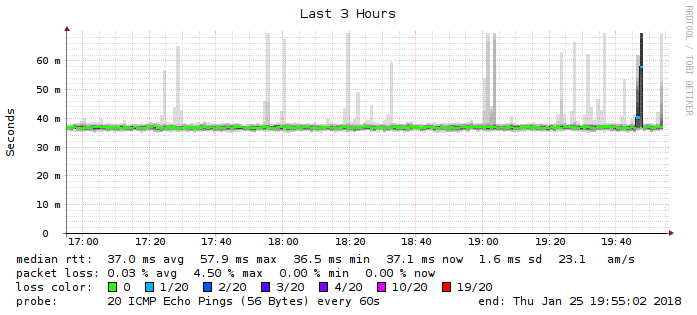 Last 3 Hours
RRDTOOL / TOBI OETIKER
Seconds
60 m
50 m
40 m
30 m
20 m
10 m
0
17:00 17:20 17:40 18:00 18:20 18:40 19:00 19:20 19:40
median rtt: 37.0 ms avg 57.9 ms max 36.5 ms min 37.1 ms now 1.6 ms sd 23.1 am/s
packet loss: 0.03 % avg 4.50 % max 0.00 % min 0.00 % now
loss color: 0 1/20 2/20 3/20 4/20 10/20 19/20
probe: 20 ICMP Echo Pings (56 Bytes) every 60s end: Thu Jan 25 19:55:02 2018